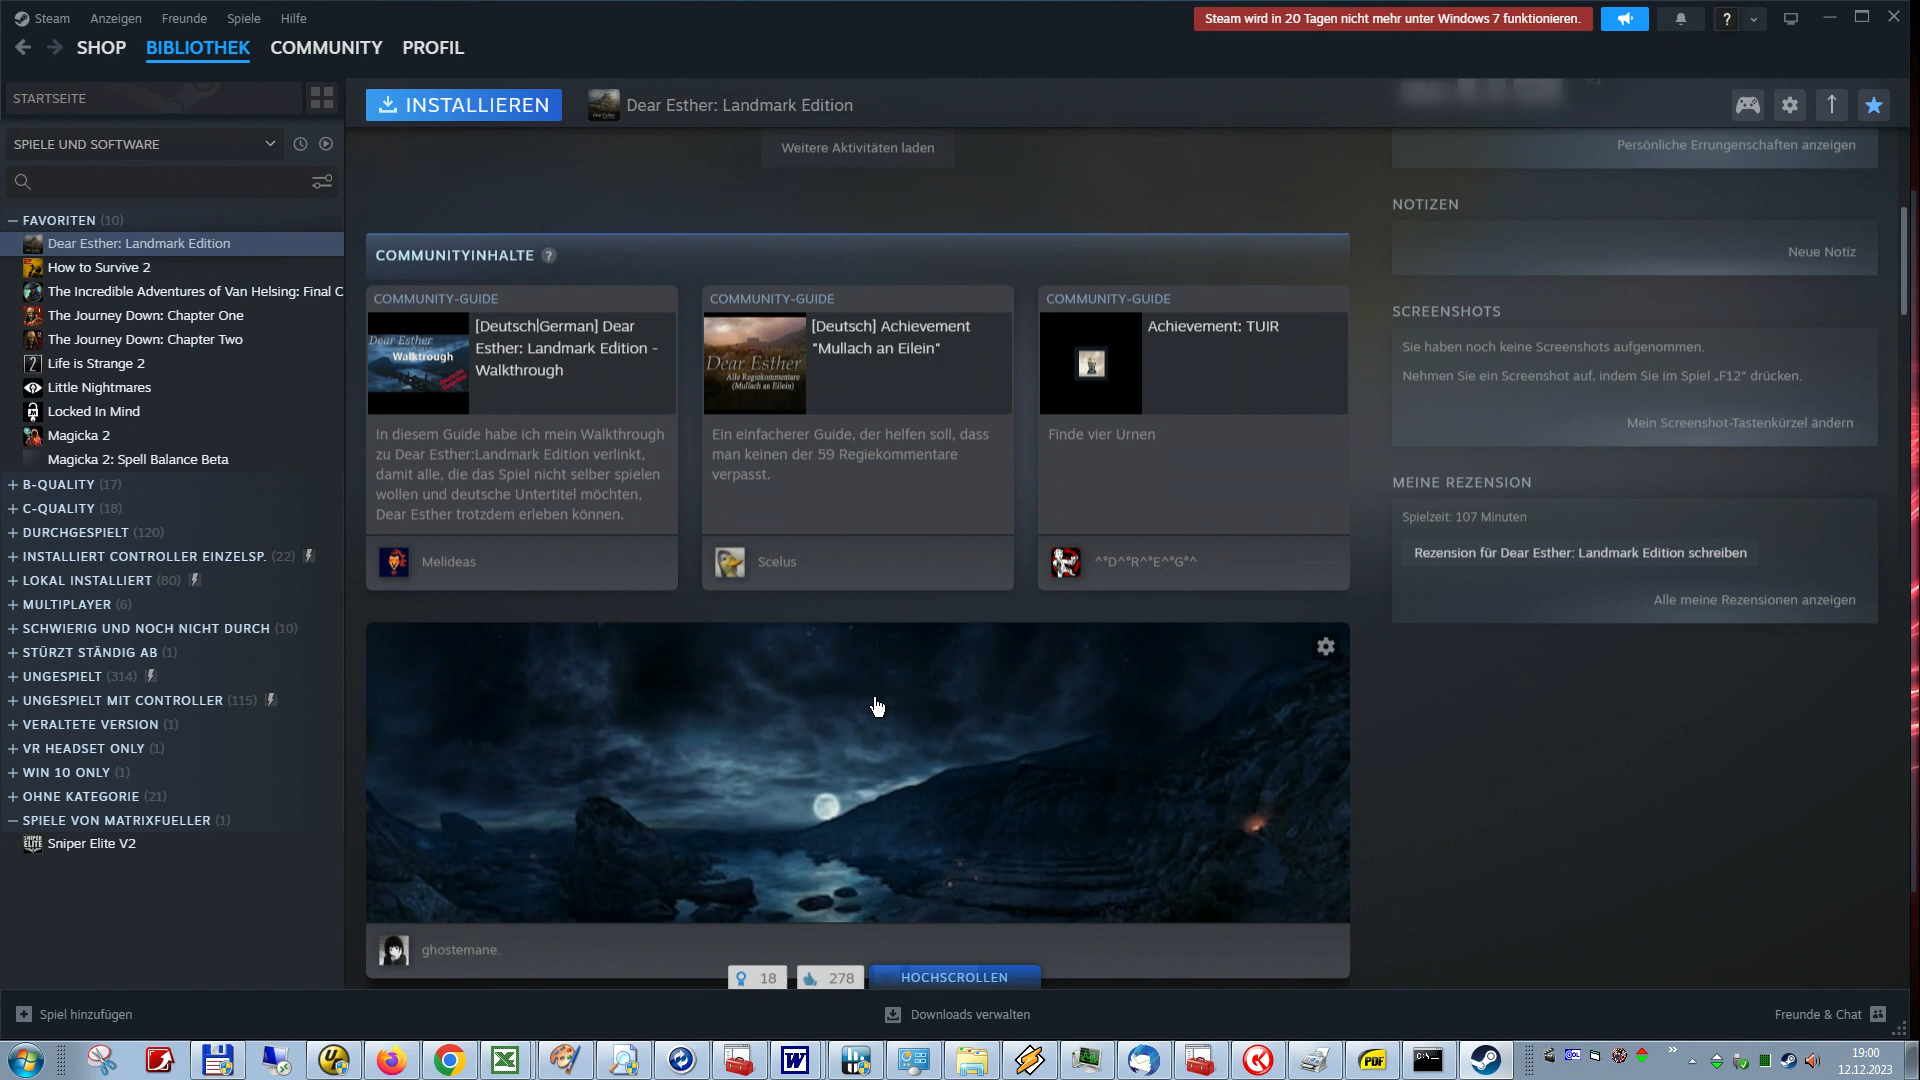 Steam Anzeigen Freunde Spiele Hilfe
Steam wird in 20 Tagen nicht mehr unter Windows 7 funktionieren.
SHOP BIBLIOTHEK COMMUNITY PROFIL
STARTSEITE
INSTALLIEREN
Dear Esther: Landmark Edition
SPIELE UND SOFTWARE
Weitere Aktivitäten laden
Persönliche Errungenschaften anzeigen
FAVORITEN (10)
Dear Esther: Landmark Edition
How to Survive 2
The Incredible Adventures of Van Helsing: Final C
The Journey Down: Chapter One
The Journey Down: Chapter Two
Life is Strange 2
Little Nightmares
Locked In Mind
Magicka 2
Magicka 2: Spell Balance Beta
B-QUALITY (17)
C-QUALITY (18)
DURCHGESPIELT (120)
INSTALLIERT CONTROLLER EINZELSP. (22)
LOKAL INSTALLIERT (80)
MULTIPLAYER (6)
SCHWIERIG UND NOCH NICHT DURCH (10)
STÜRZT STÄNDIG AB (1)
UNGESPIELT (314)
UNGESPIELT MIT CONTROLLER (115)
VERALTETE VERSION (1)
VR HEADSET ONLY (1)
WIN 10 ONLY (1)
OHNE KATEGORIE (21)
SPIELE VON MATRIXFUELLER (1)
Sniper Elite V2
COMMUNITYINHALTE ?
COMMUNITY-GUIDE
Dear Esther
Walktrough
[Deutsch|German] Dear
Esther: Landmark Edition -
Walkthrough
In diesem Guide habe ich mein Walkthrough
zu Dear Esther:Landmark Edition verlinkt,
damit alle, die das Spiel nicht selber spielen
wollen und deutsche Untertitel möchten,
Dear Esther trotzdem erleben können.
Melideas
COMMUNITY-GUIDE
Dear Esther
Alle Regiekommentare
(Mullach an Eilein)
[Deutsch] Achievement
"Mullach an Eilein"
Ein einfacherer Guide, der helfen soll, dass
man keinen der 59 Regiekommentare
verpasst.
Scelus
COMMUNITY-GUIDE
Achievement: TUIR
Finde vier Urnen
^°D^°R^°E^°G°^
ghostemane.
18
278
HOCHSCROLLEN
NOTIZEN
Neue Notiz
SCREENSHOTS
Sie haben noch keine Screenshots aufgenommen.
Nehmen Sie ein Screenshot auf, indem Sie im Spiel „F12“ drücken.
Mein Screenshot-Tastenkürzel ändern
MEINE REZENSION
Spielzeit: 107 Minuten
Rezension für Dear Esther: Landmark Edition schreiben
Alle meine Rezensionen anzeigen
Spiel hinzufügen
Downloads verwalten
Freunde & Chat
PDF
19:00
12.12.2023